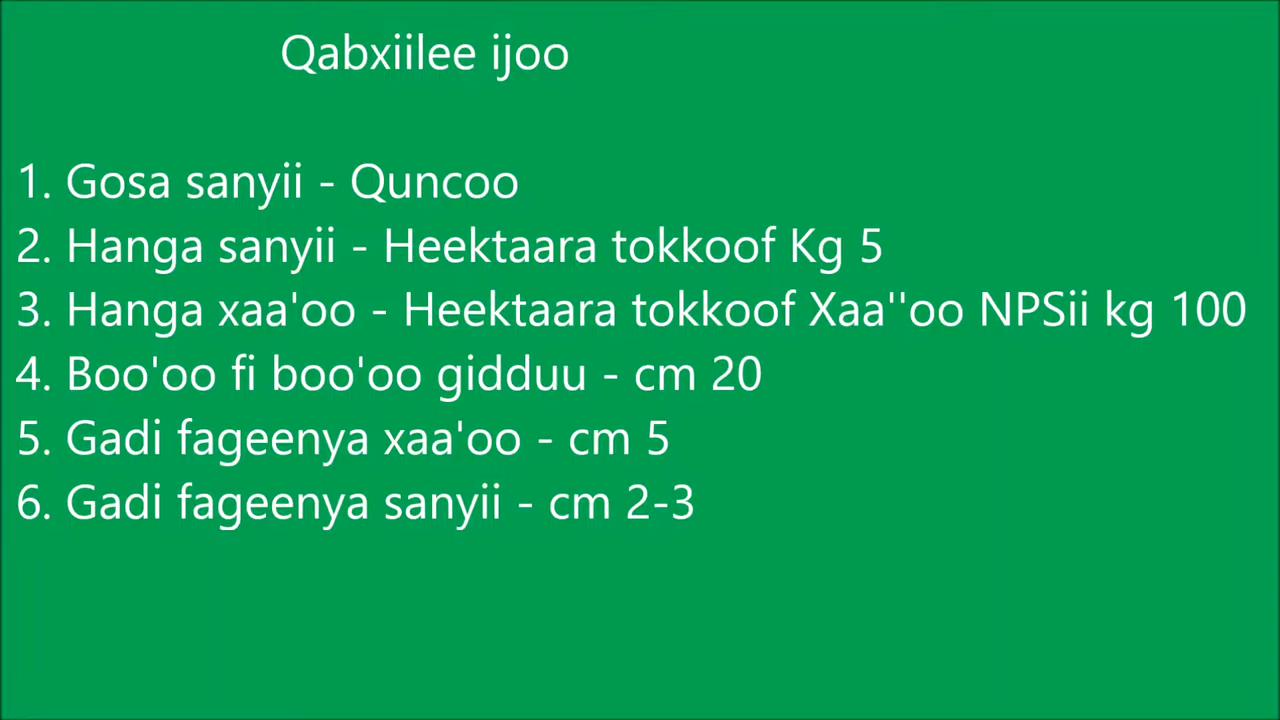 Qabxiilee ijoo
1. Gosa sanyii - Quncoo
2. Hanga sanyii - Heektaara tokkoof Kg 5
3. Hanga xaa'oo - Heektaara tokkoof Xaa''oo NPSii kg 100
4. Boo'oo fi boo'oo gidduu - cm 20
5. Gadi fageenya xaa'oo - cm 5
6. Gadi fageenya sanyii - cm 2-3